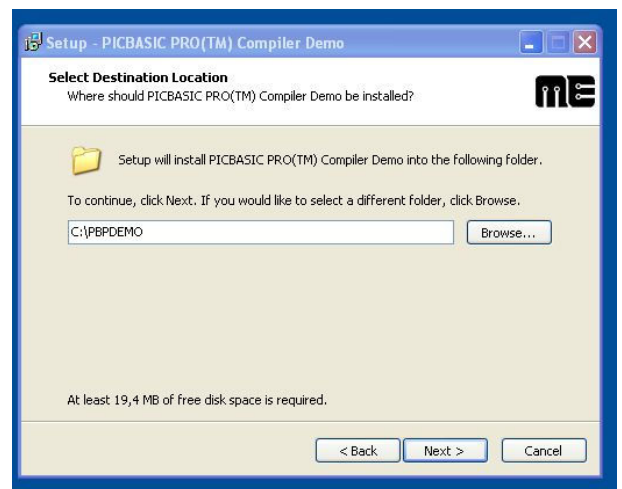 Setup - PICBASIC PRO(TM) Compiler Demo
Select Destination Location
Where should PICBASIC PRO(TM) Compiler Demo be installed?
ME
Setup will install PICBASIC PRO(TM) Compiler Demo into the following folder.
To continue, click Next. If you would like to select a different folder, click Browse.
C:\PBPDEMO
Browse...
At least 19,4 MB of free disk space is required.
< Back Next > Cancel